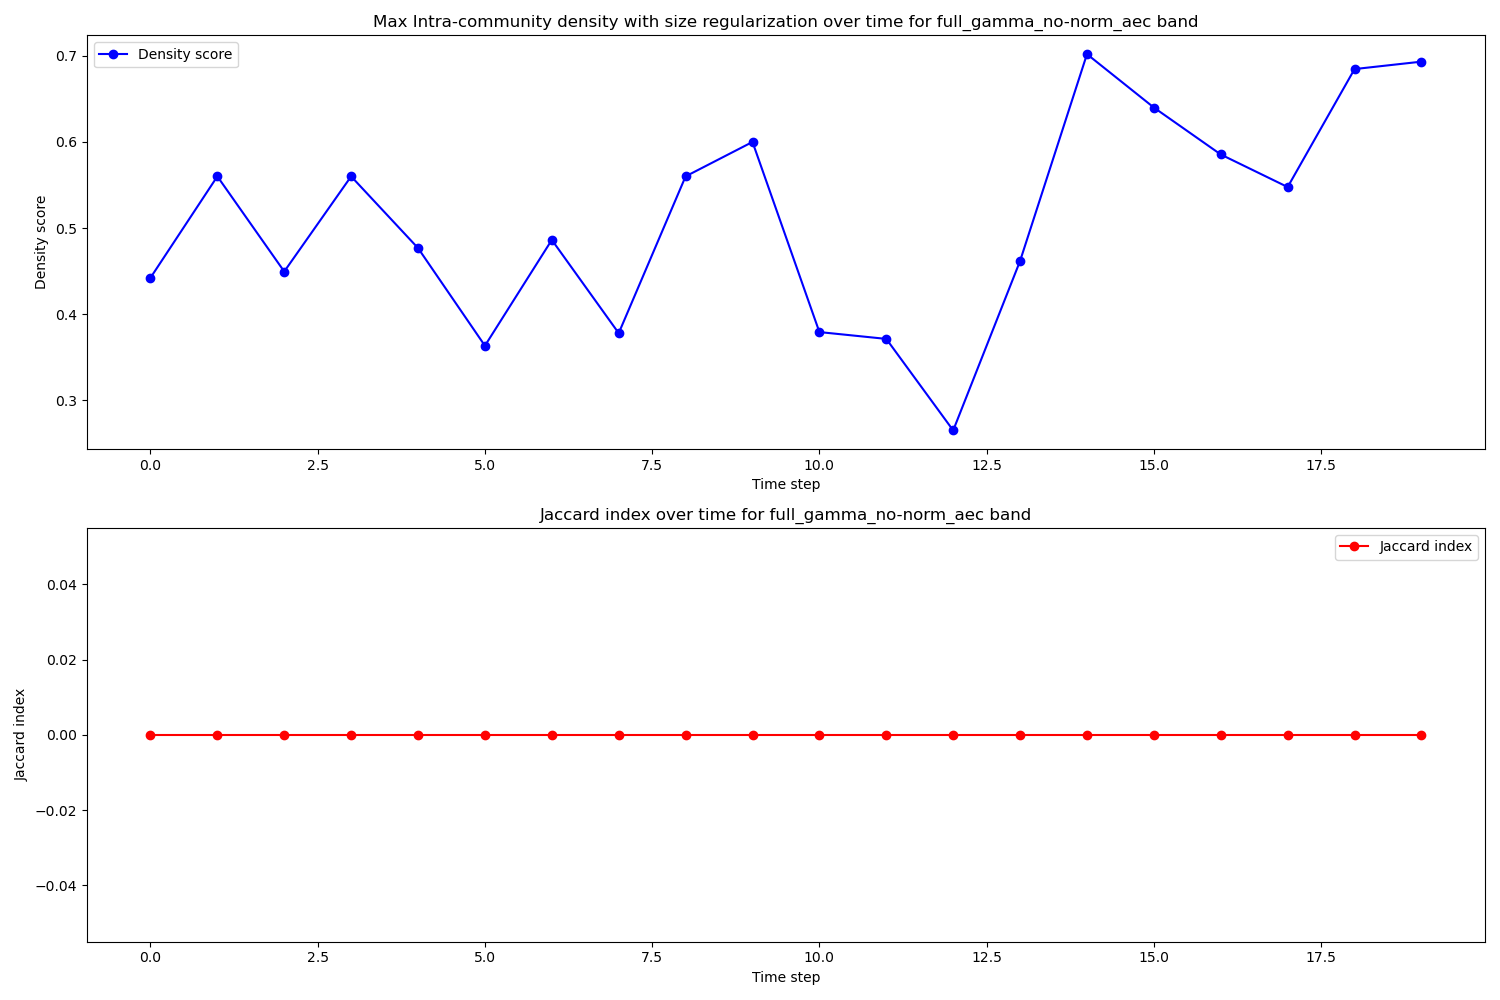 Max Intra-community density with size regularization over time for full_gamma_no-norm_aec band
Density score
0.7
0.6
0.5
0.4
0.3
Density score
0.0 2.5 5.0 7.5 10.0 12.5 15.0 17.5
Time step
Jaccard index over time for full_gamma_no-norm_aec band
Jaccard index
0.04
0.02
0.00
−0.02
−0.04
Jaccard index
0.0 2.5 5.0 7.5 10.0 12.5 15.0 17.5
Time step